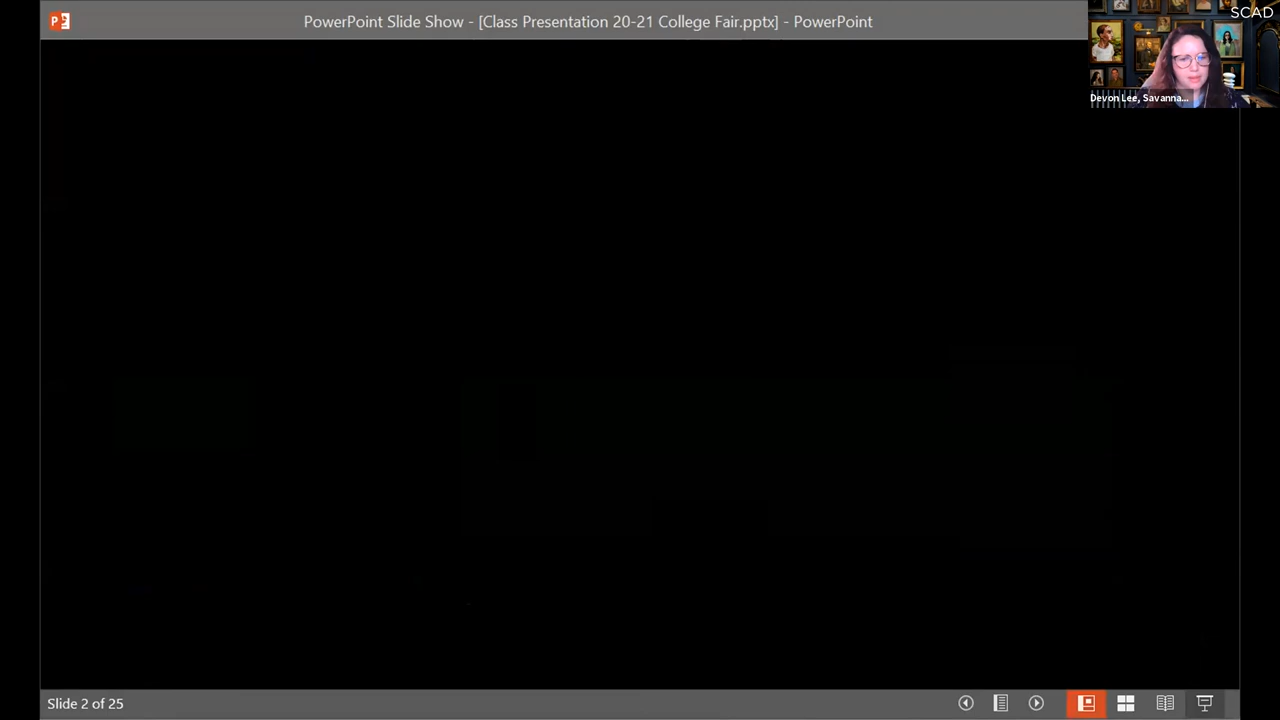 PowerPoint Slide Show - [Class Presentation 20-21 College Fair.pptx] - PowerPoint
SCAD
Devon Lee, Savanna...
Slide 2 of 25